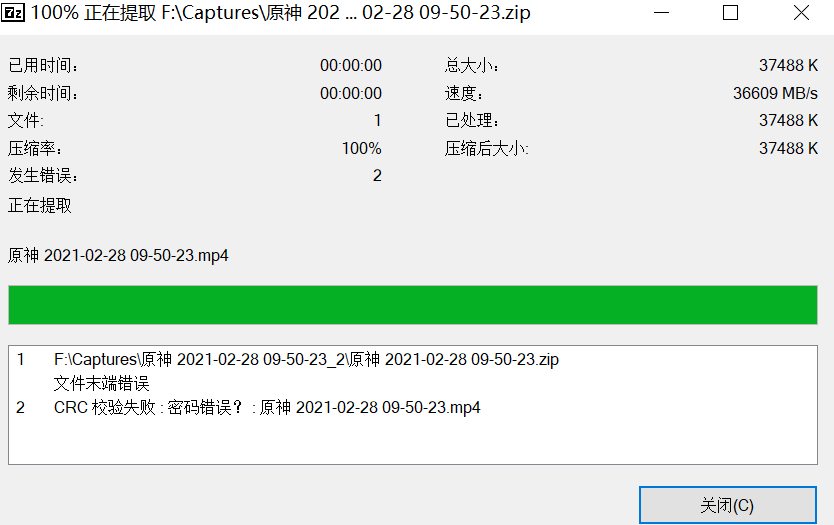 7z 100% 正在提取 F:\Captures\原神 202 ... 02-28 09-50-23.zip
已用时间： 00:00:00 总大小： 37488 K
剩余时间： 00:00:00 速度： 36609 MB/s
文件: 1 已处理： 37488 K
压缩率： 100% 压缩后大小: 37488 K
发生错误： 2
正在提取
原神 2021-02-28 09-50-23.mp4
1 F:\Captures\原神 2021-02-28 09-50-23_2\原神 2021-02-28 09-50-23.zip
文件末端错误
2 CRC 校验失败 : 密码错误？ : 原神 2021-02-28 09-50-23.mp4
关闭(C)